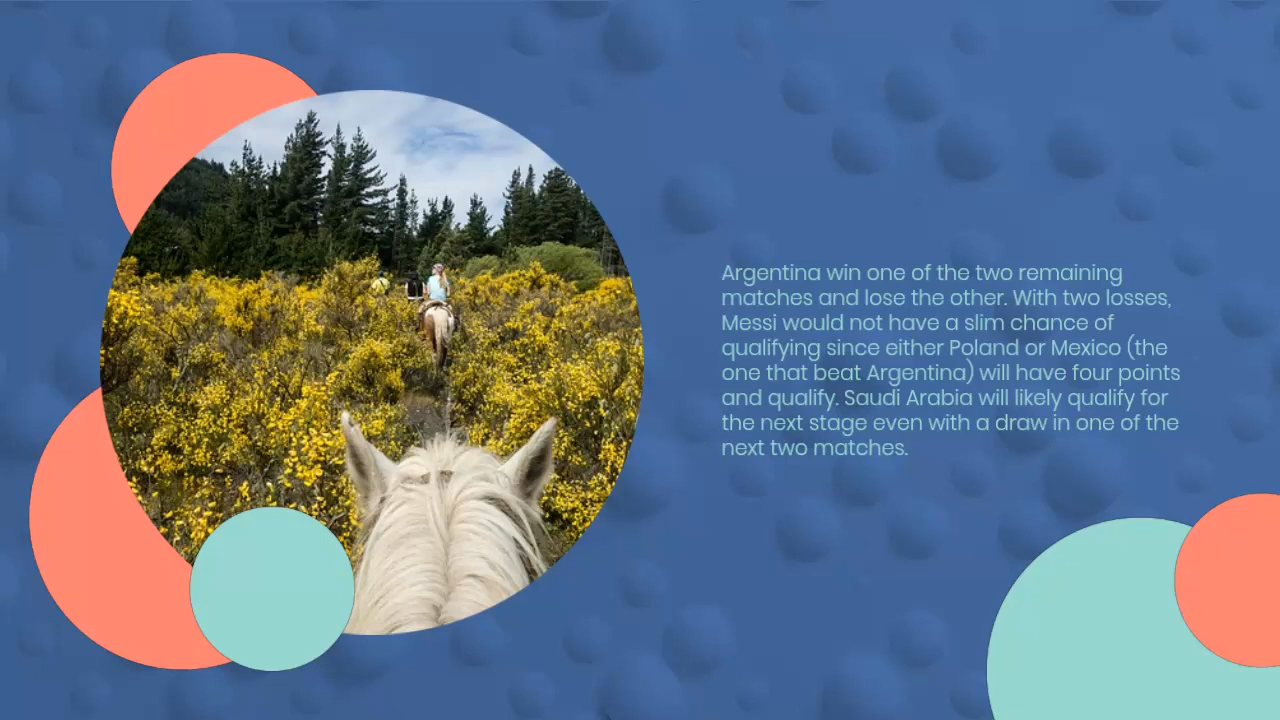 Argentina win one of the two remaining
matches and lose the other. With two losses,
Messi would not have a slim chance of
qualifying since either Poland or Mexico (the
one that beat Argentina) will have four points
and qualify. Saudi Arabia will likely qualify for
the next stage even with a draw in one of the
next two matches.